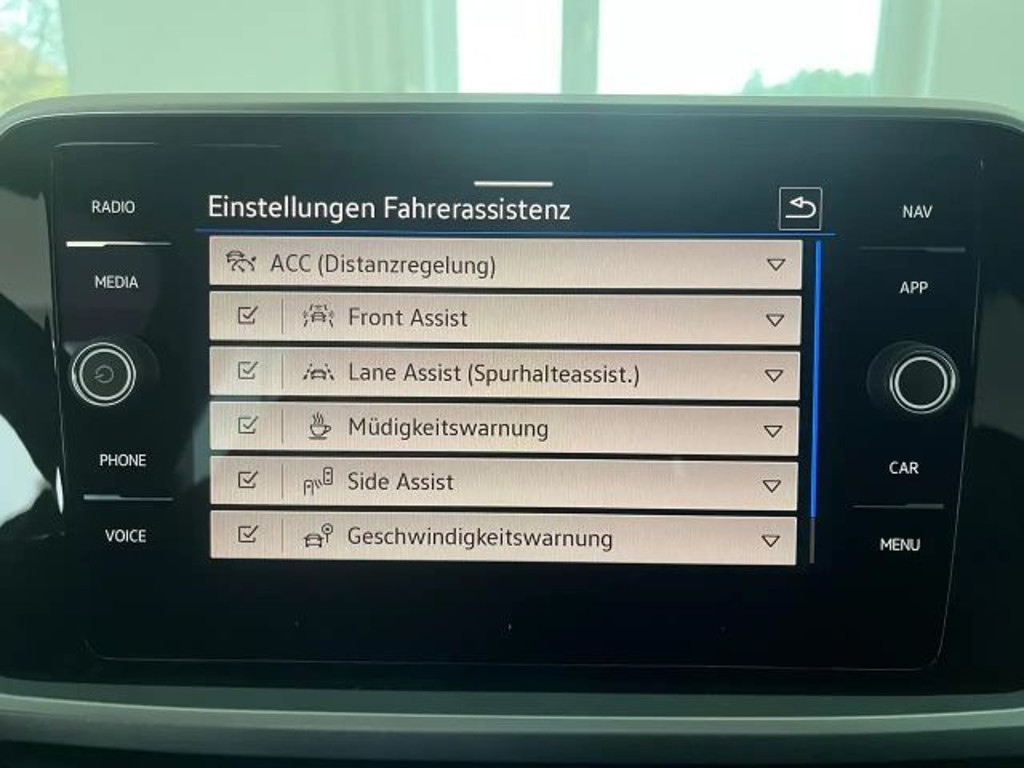 RADIO
MEDIA
PHONE
VOICE
Einstellungen Fahrerassistenz
ACC (Distanzregelung)
Front Assist
Lane Assist (Spurhalteassist.)
Müdigkeitswarnung
Side Assist
Geschwindigkeitswarnung
NAV
APP
CAR
MENU